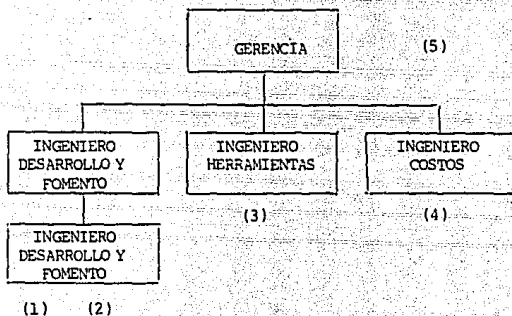 GERENCIA (5)
INGENIERO
DESARROLLO Y
FOMENTO
INGENIERO
HERRAMIENTAS
(3)
INGENIERO
COSTOS
(4)
INGENIERO
DESARROLLO Y
FOMENTO
(1) (2)